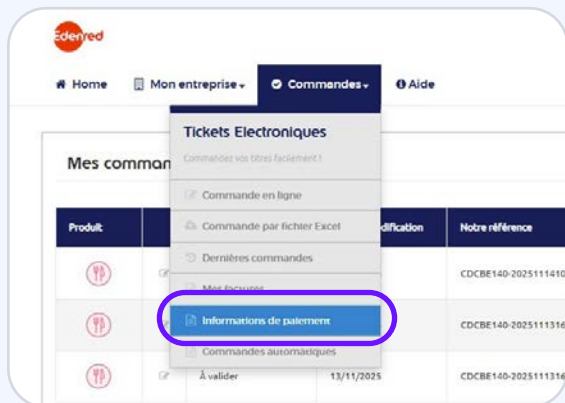 Edenred
Home Mon entreprise Commandes Aide
Tickets Electroniques
Commandez vos titres facilement !
Mes comman
Commande en ligne
Commande par fichier Excel
Produit dification Notre référence
Dernières commandes
CDCBE140-2025111410
Mes factures
Informations de paiement
CDCBE140-2025111316
Commandes automatiques
À valider 13/11/2025 CDCBE140-2025111316